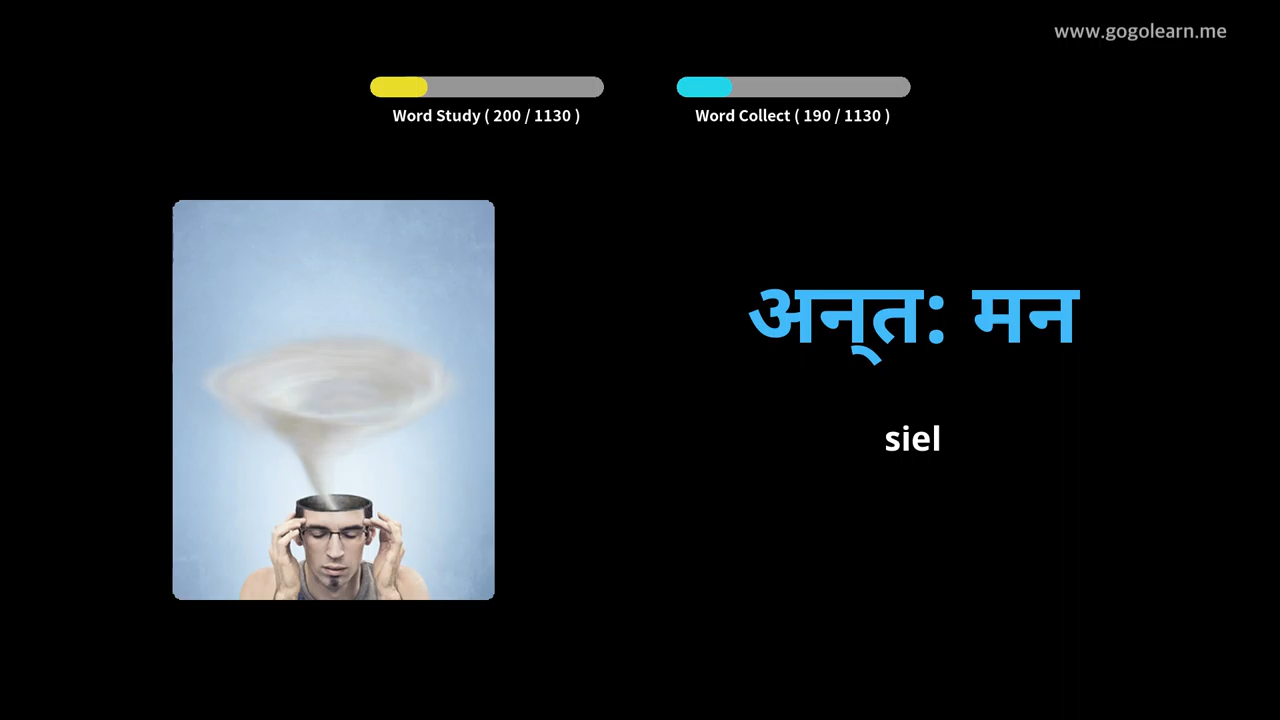 www.gogolearn.me
Word Study ( 200 / 1130 )
Word Collect ( 190 / 1130 )
अन्‌त: मन
siel